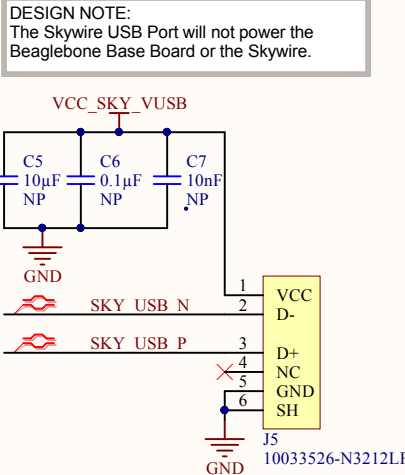 DESIGN NOTE:
The Skywire USB Port will not power the
Beaglebone Base Board or the Skywire.
VCC_SKY_VUSB
C5 C6 C7
10µF 0.1µF 10nF
NP NP NP
GND
1 VCC
SKY_USB_N 2 D-
SKY_USB_P 3 D+
4 NC
5 GND
6 SH
J5
GND 10033526-N3212LF